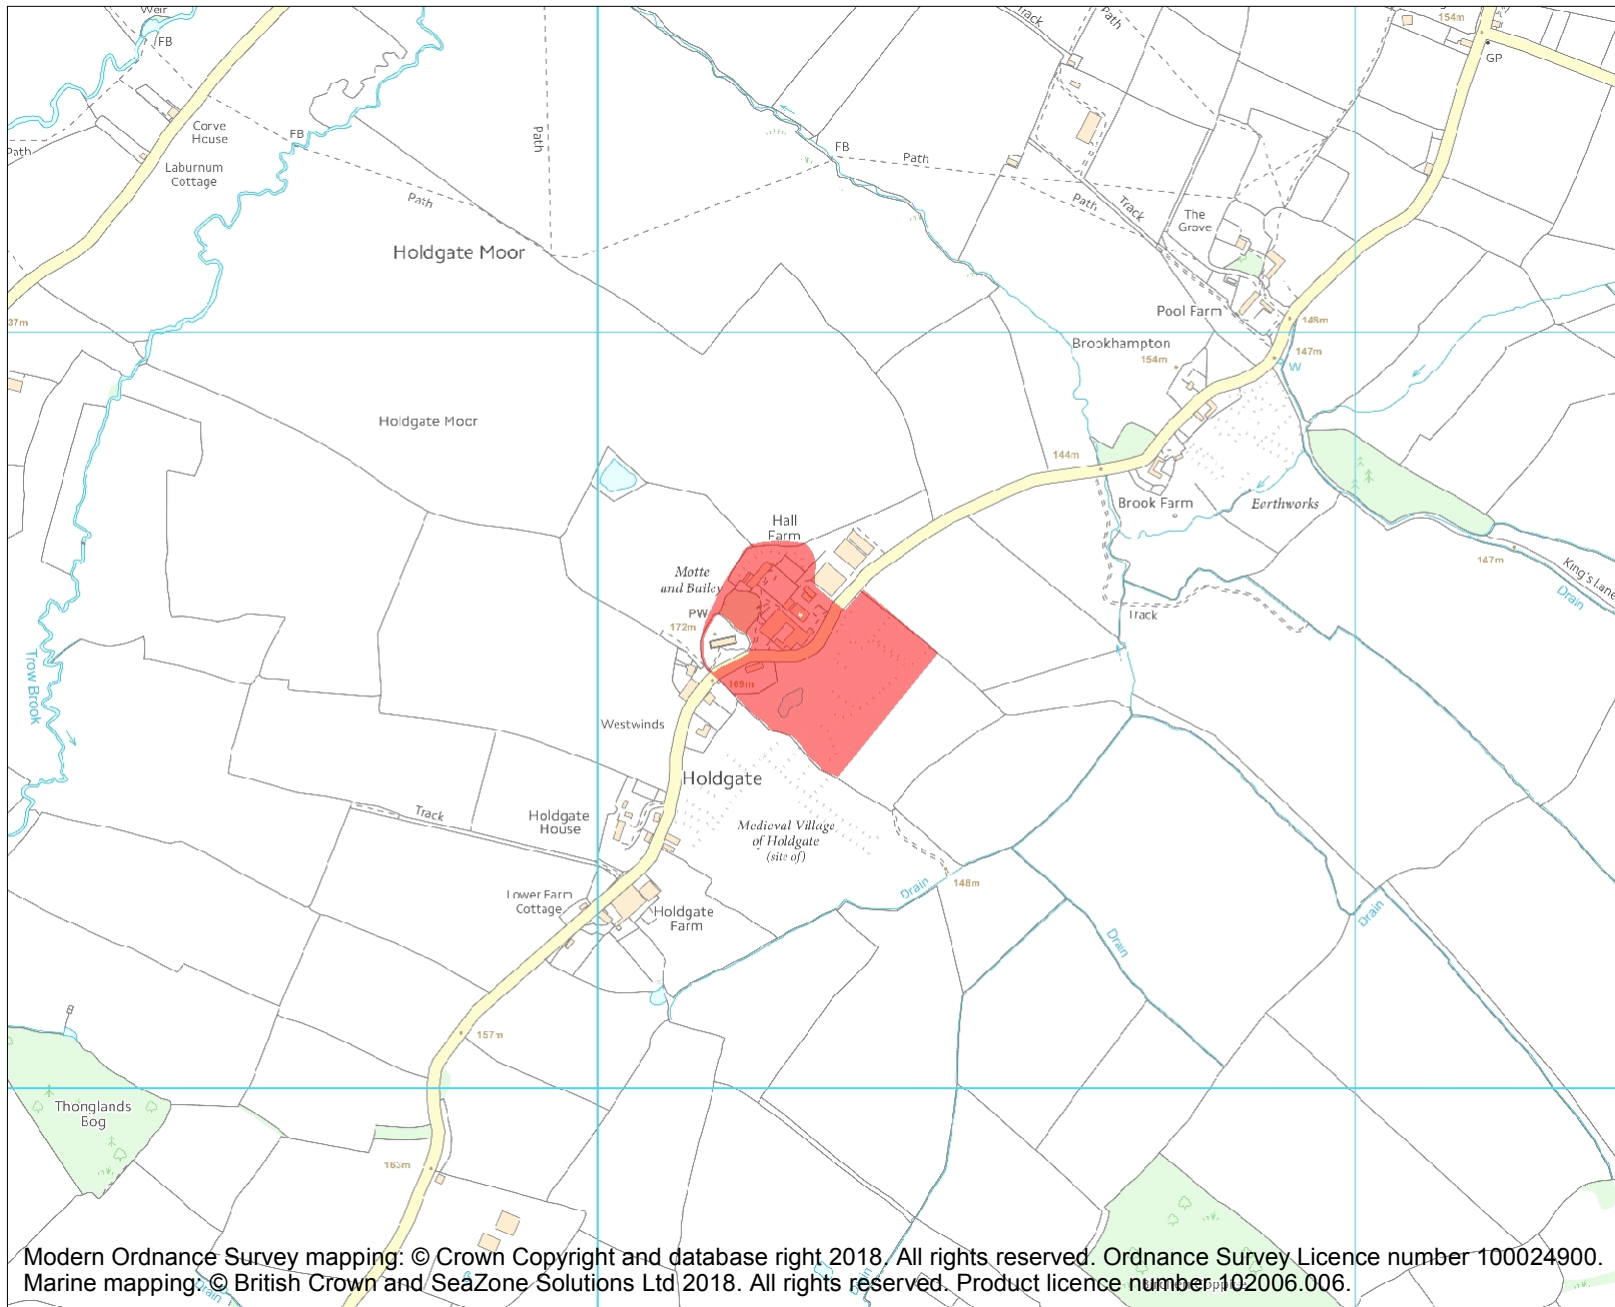 Weir
FB
Track
Path
154m
GP
Corve
House
Path
FB
Laburnum
Cottage
Path
Path
FB
Path
Path
Track
The
Grove
Holdgate Moor
37m
Pool Farm
148m
Brookhampton
154m
147m
W
Holdgate Moor
144m
Brook Farm
Earthworks
Hall
Farm
Motte
and Bailey
PW
172m
147m
King's Lane
Drain
Track
Trow Brook
169m
Westwinds
Holdgate
Holdgate
House
Track
Medieval Village
of Holdgate
(site of)
Drain
148m
Lower Farm
Cottage
Holdgate
Farm
Drain
Drain
157m
Thonglands
Bog
163m
Modern Ordnance Survey mapping: © Crown Copyright and database right 2018. All rights reserved. Ordnance Survey Licence number 100024900.
Marine mapping: © British Crown and SeaZone Solutions Ltd 2018. All rights reserved. Product licence number 102006.006.
Drain
Drain